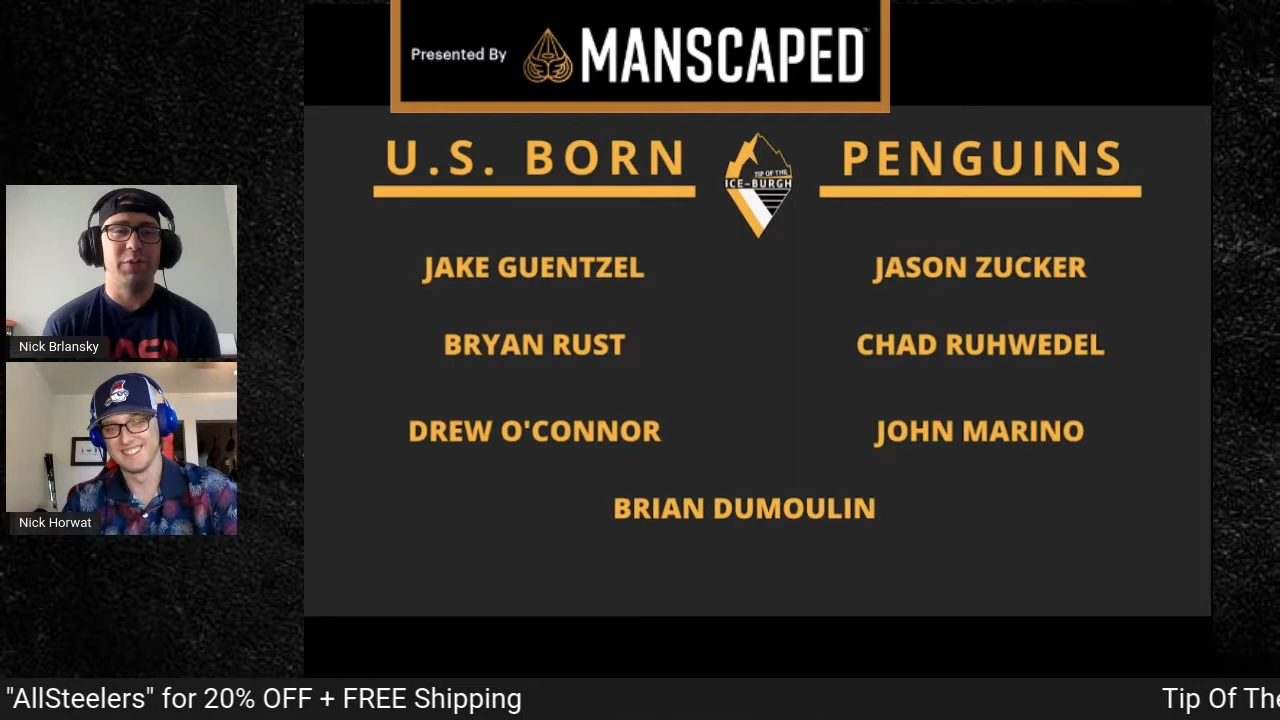 Presented By
MANSCAPED
U.S. BORN
TIP OF THE
ICE-BURGH
PENGUINS
JAKE GUENTZEL
JASON ZUCKER
BRYAN RUST
CHAD RUHWEDEL
DREW O'CONNOR
JOHN MARINO
BRIAN DUMOULIN
Nick Brlansky
Nick Horwat
"AllSteelers" for 20% OFF + FREE Shipping
Tip Of The